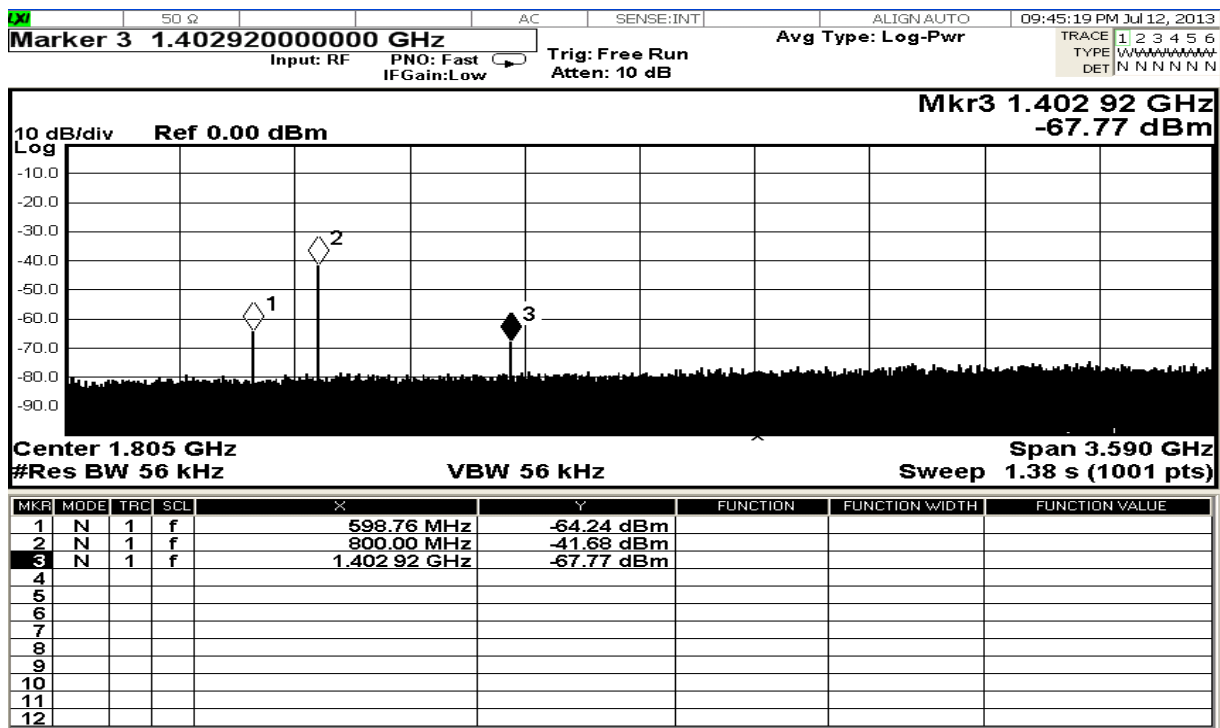 LXI 50 Ω AC SENSE:INT ALIGN AUTO 09:45:19 PM Jul 12, 2013
Marker 3 1.402920000000 GHz Avg Type: Log-Pwr TRACE 1 2 3 4 5 6
Input: RF PNO: Fast Trig: Free Run TYPE
IFGain:Low Atten: 10 dB DET N N N N N N
Mkr3 1.402 92 GHz
10 dB/div Ref 0.00 dBm -67.77 dBm
Log
-10.0
-20.0
-30.0
2
-40.0
-50.0
1
3
-60.0
-70.0
-80.0
-90.0
Center 1.805 GHz Span 3.590 GHz
#Res BW 56 kHz VBW 56 kHz Sweep 1.38 s (1001 pts)
MKR MODE TRC SCL X Y FUNCTION FUNCTION WIDTH FUNCTION VALUE
1 N 1 f 598.76 MHz -64.24 dBm
2 N 1 f 800.00 MHz -41.68 dBm
3 N 1 f 1.402 92 GHz -67.77 dBm
4
5
6
7
8
9
10
11
12